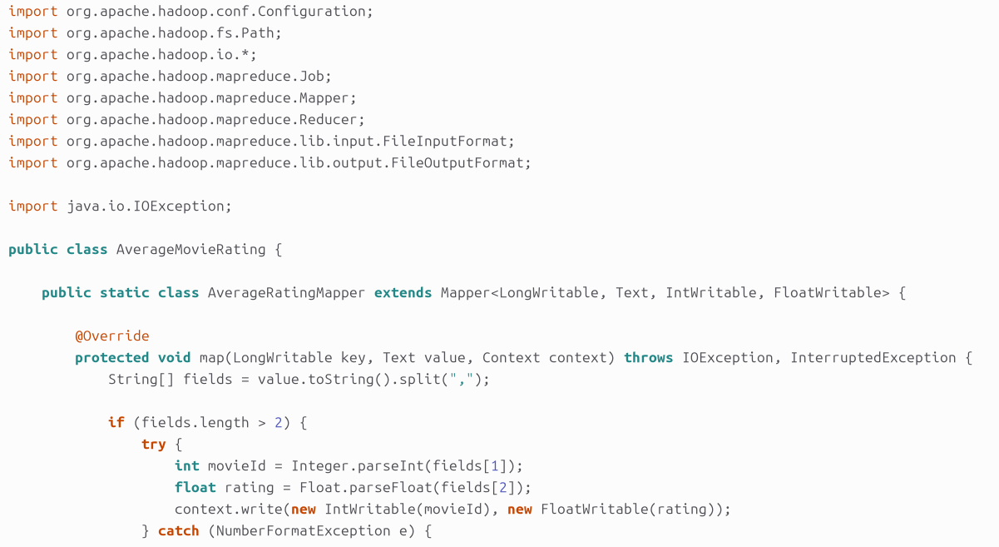 import org.apache.hadoop.conf.Configuration;
import org.apache.hadoop.fs.Path;
import org.apache.hadoop.io.*;
import org.apache.hadoop.mapreduce.Job;
import org.apache.hadoop.mapreduce.Mapper;
import org.apache.hadoop.mapreduce.Reducer;
import org.apache.hadoop.mapreduce.lib.input.FileInputFormat;
import org.apache.hadoop.mapreduce.lib.output.FileOutputFormat;

import java.io.IOException;

public class AverageMovieRating {

    public static class AverageRatingMapper extends Mapper<LongWritable, Text, IntWritable, FloatWritable> {

        @Override
        protected void map(LongWritable key, Text value, Context context) throws IOException, InterruptedException {
            String[] fields = value.toString().split(",");

            if (fields.length > 2) {
                try {
                    int movieId = Integer.parseInt(fields[1]);
                    float rating = Float.parseFloat(fields[2]);
                    context.write(new IntWritable(movieId), new FloatWritable(rating));
                } catch (NumberFormatException e) {